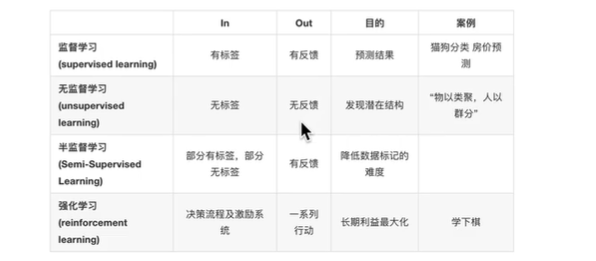 In Out 目的 案例
监督学习
(supervised learning)
有标签 有反馈 预测结果 猫狗分类 房价预
测
无监督学习
(unsupervised
learning)
无标签 无反馈 发现潜在结构 “物以类聚，人以
群分”
半监督学习
(Semi-Supervised
Learning)
部分有标签，部分
无标签
有反馈 降低数据标记的
难度
强化学习
(reinforcement
learning)
决策流程及激励系
统
一系列
行动
长期利益最大化 学下棋